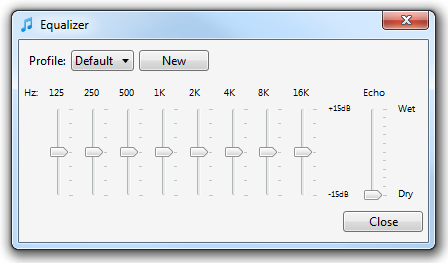 Equalizer
Profile: Default New
Hz: 125 250 500 1K 2K 4K 8K 16K Echo
+15dB Wet
-15dB Dry
Close